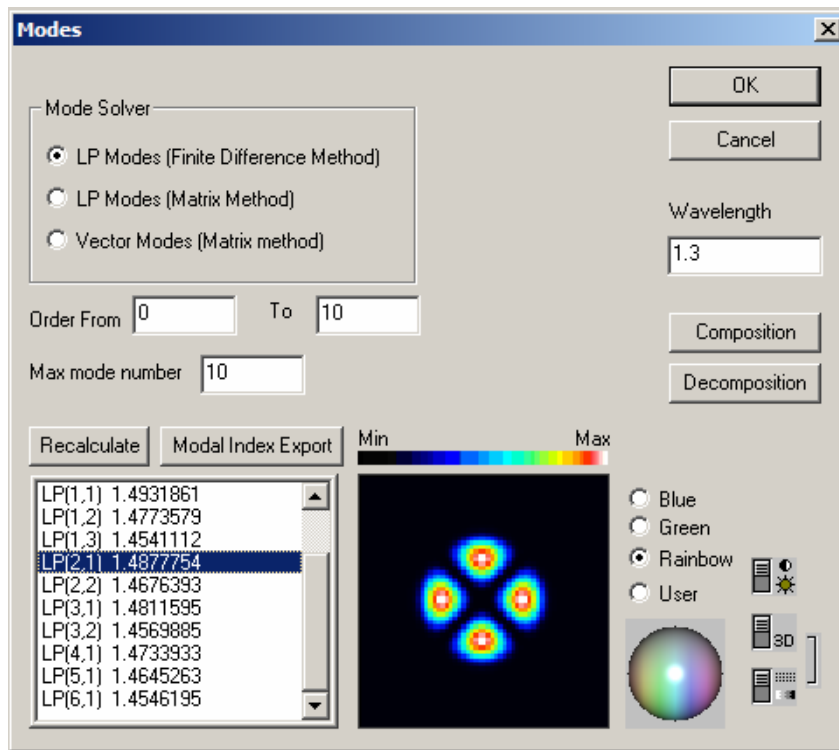 Modes
OK
Mode Solver
Cancel
LP Modes (Finite Difference Method)
LP Modes (Matrix Method)
Wavelength
Vector Modes (Matrix method)
1.3
Order From 0 To 10
Composition
Max mode number 10
Decomposition
Recalculate Modal Index Export Min Max
LP(1,1) 1.4931861
LP(1,2) 1.4773579
LP(1,3) 1.4541112
LP(2,1) 1.4877754
LP(2,2) 1.4676393
LP(3,1) 1.4811595
LP(3,2) 1.4569885
LP(4,1) 1.4733933
LP(5,1) 1.4645263
LP(6,1) 1.4546195
Blue
Green
Rainbow
User
3D